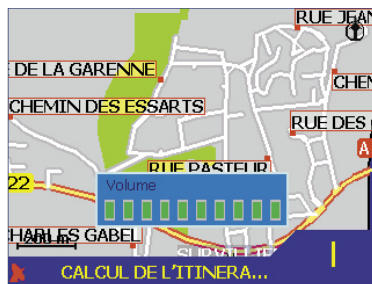 RUE JEAN
DE LA GARENNE
CHEMIN DES ESSARTS
CHEM
RUE DES
A
RUE PASTEUR
22
Volume
CHARLES GABEL
200 m
CALCUL DE L'ITINERA...